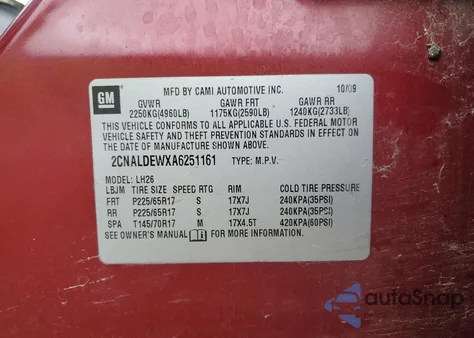 GM
MFD BY CAMI AUTOMOTIVE INC. 10/09
GVWR GAWR FRT GAWR RR
2250KG(4960LB) 1175KG(2590LB) 1240KG(2733LB)
THIS VEHICLE CONFORMS TO ALL APPLICABLE U.S. FEDERAL MOTOR
VEHICLE SAFETY AND THEFT PREVENTION STANDARDS IN EFFECT ON
THE DATE OF MANUFACTURE SHOWN ABOVE.
2CNALDEWXA6251161 TYPE: M.P.V.
MODEL: LH26
LBJM TIRE SIZE SPEED RTG RIM COLD TIRE PRESSURE
FRT P225/65R17 S 17X7J 240KPA(35PSI)
RR P225/65R17 S 17X7J 240KPA(35PSI)
SPA T145/70R17 M 17X4.5T 420KPA(60PSI)
SEE OWNER'S MANUAL FOR MORE INFORMATION
autoSnap